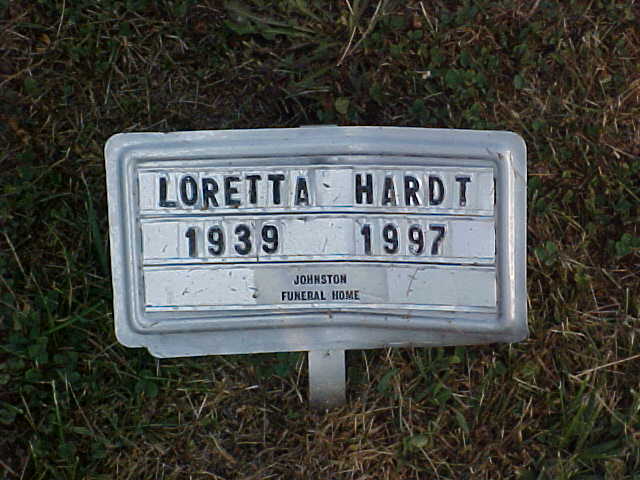 LORETTA HARDT
1939 1997
JOHNSTON
FUNERAL HOME